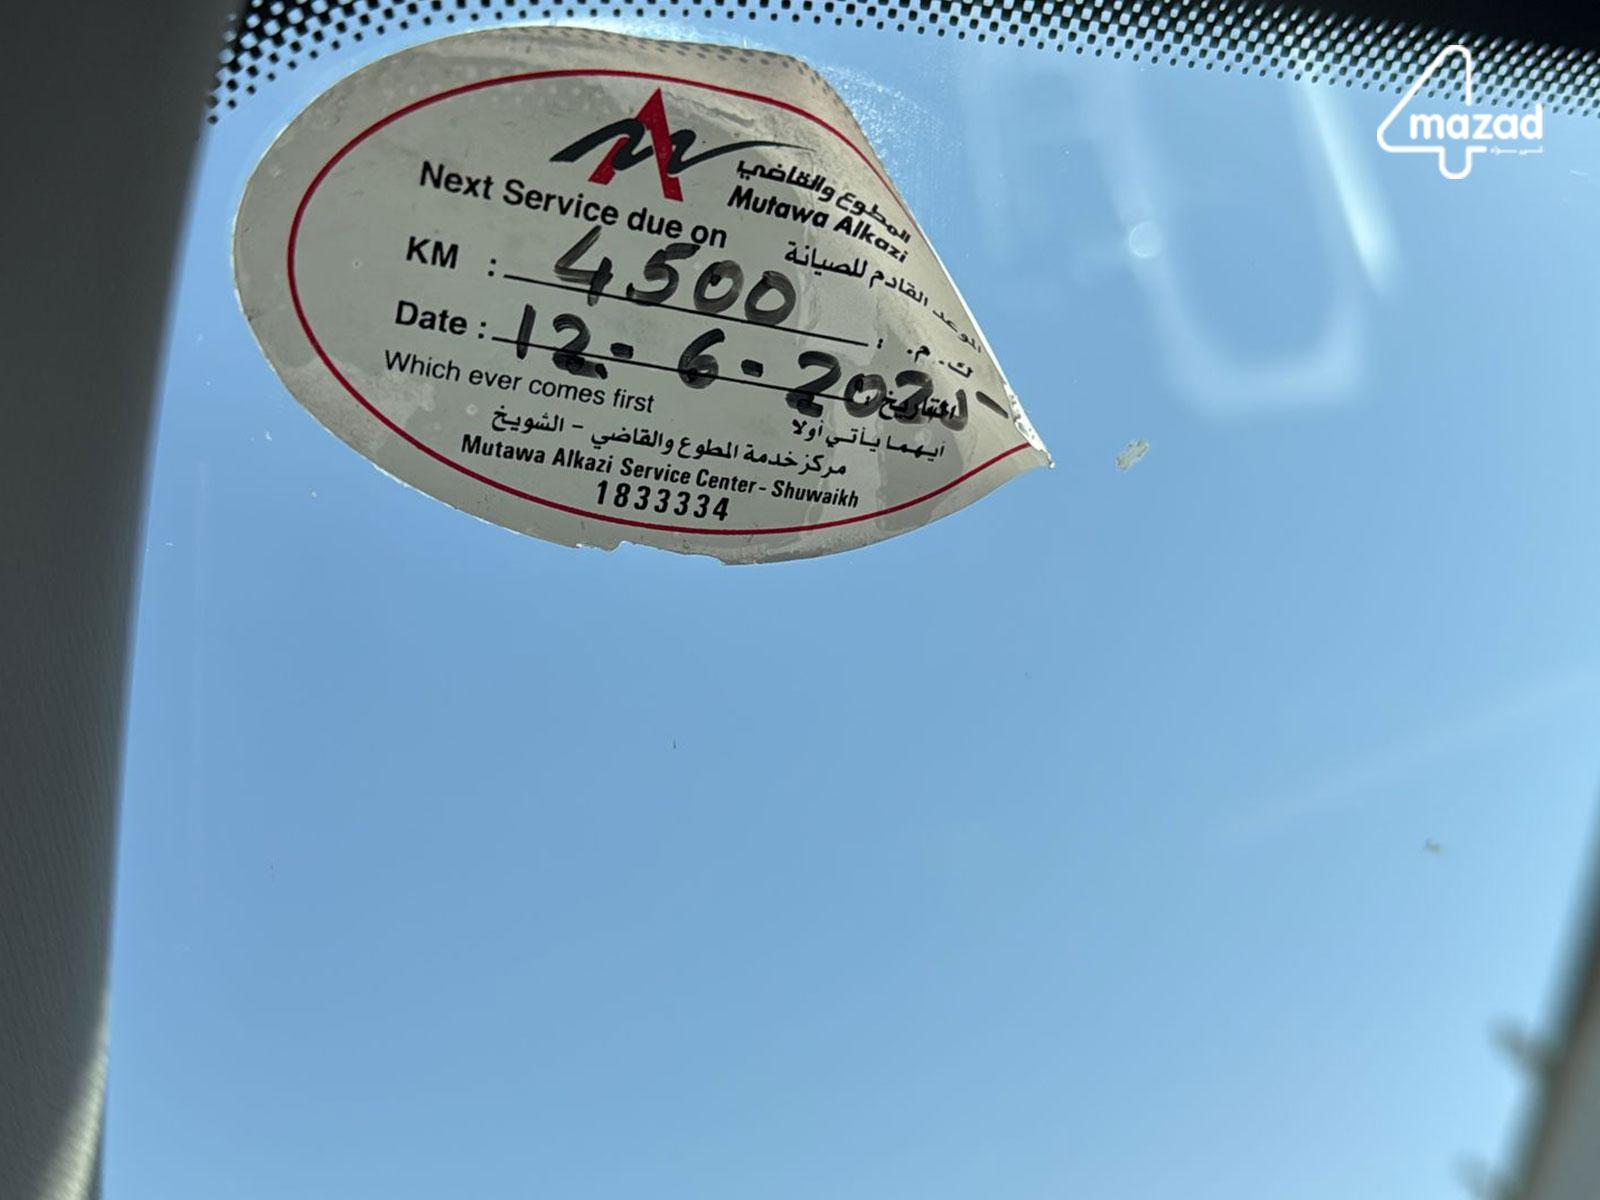 mazad
المطوع والقاضي
Mutawa Alkazi
Next Service due on
الموعد القادم للصيانة
KM : 4500 ك.م. :
Date : 12-6-202 التاريخ :
Which ever comes first
أيهما يأتي أولا
مركز خدمة المطوع والقاضي - الشويخ
Mutawa Alkazi Service Center - Shuwaikh
1833334